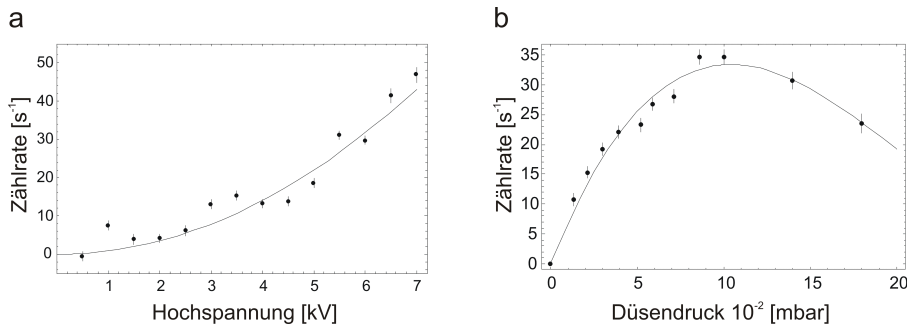 a
Zählrate [s⁻¹]
50
40
30
20
10
0
1 2 3 4 5 6 7
Hochspannung [kV]
b
Zählrate [s⁻¹]
35
30
25
20
15
10
5
0
0 5 10 15 20
Düsendruck 10⁻² [mbar]